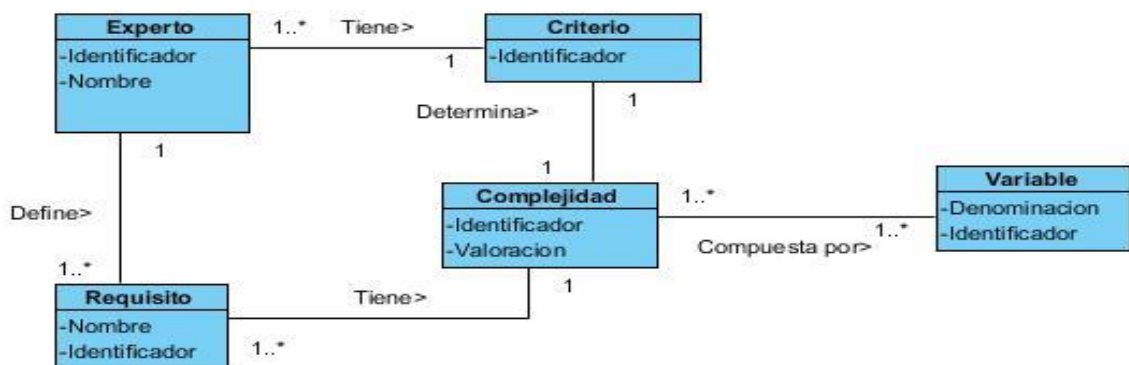 Experto
-Identificador
-Nombre
1..*
Tiene>
1
Criterio
-Identificador
1
Define>
1..*
Determina>
1
1
Complejidad
-Identificador
-Valoracion
1..*
Compuesta por>
1..*
Variable
-Denominacion
-Identificador
Requisito
-Nombre
-Identificador
1..*
Tiene>
1